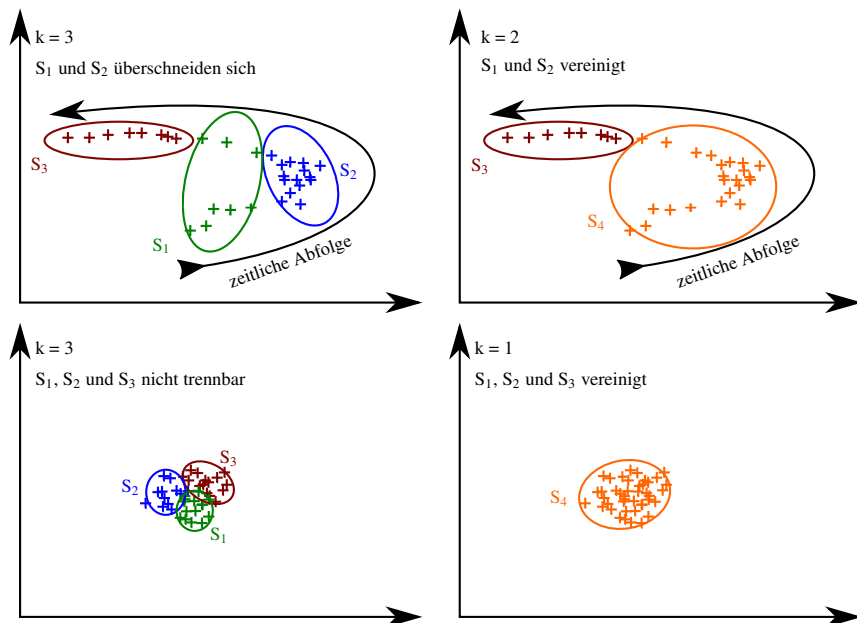 k = 3
S₁ und S₂ überschneiden sich
S₃
S₂
S₁
zeitliche Abfolge
k = 2
S₁ und S₂ vereinigt
S₃
S₄
zeitliche Abfolge
k = 3
S₁, S₂ und S₃ nicht trennbar
S₃
S₂
S₁
k = 1
S₁, S₂ und S₃ vereinigt
S₄